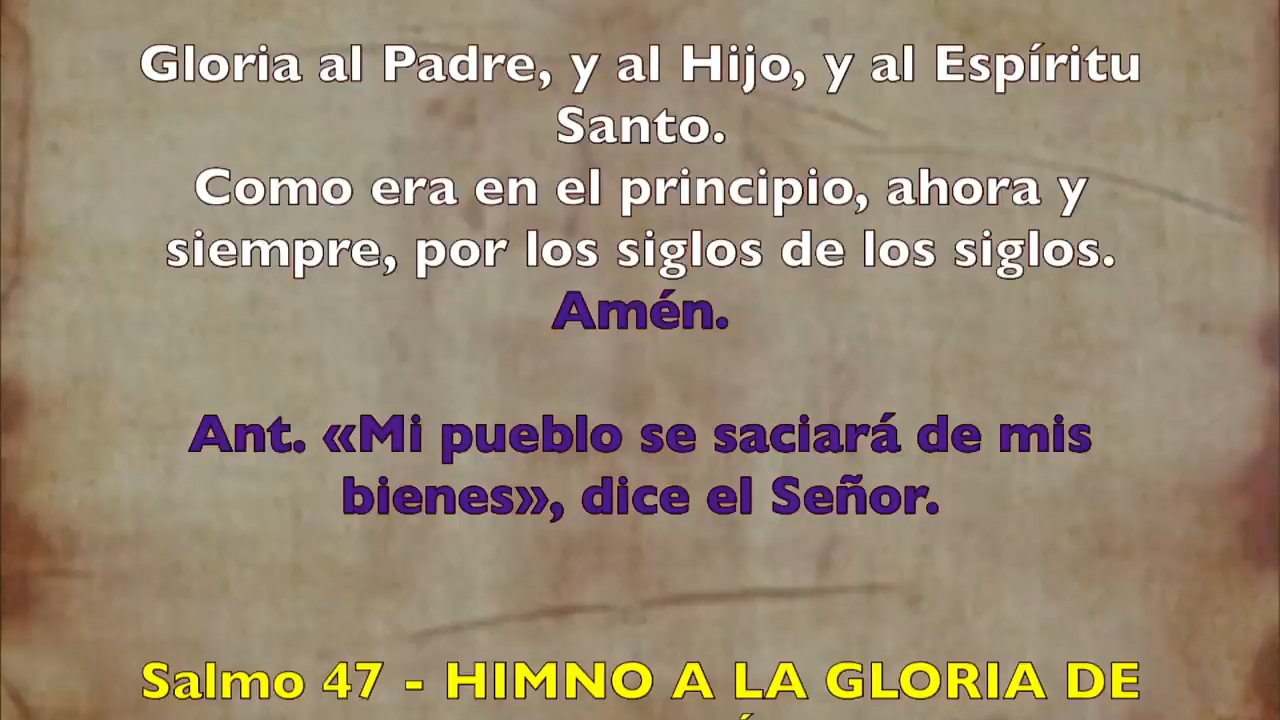 Gloria al Padre, y al Hijo, y al Espíritu
Santo.
Como era en el principio, ahora y
siempre, por los siglos de los siglos.
Amén.
Ant. «Mi pueblo se saciará de mis
bienes», dice el Señor.
Salmo 47 - HIMNO A LA GLORIA DE